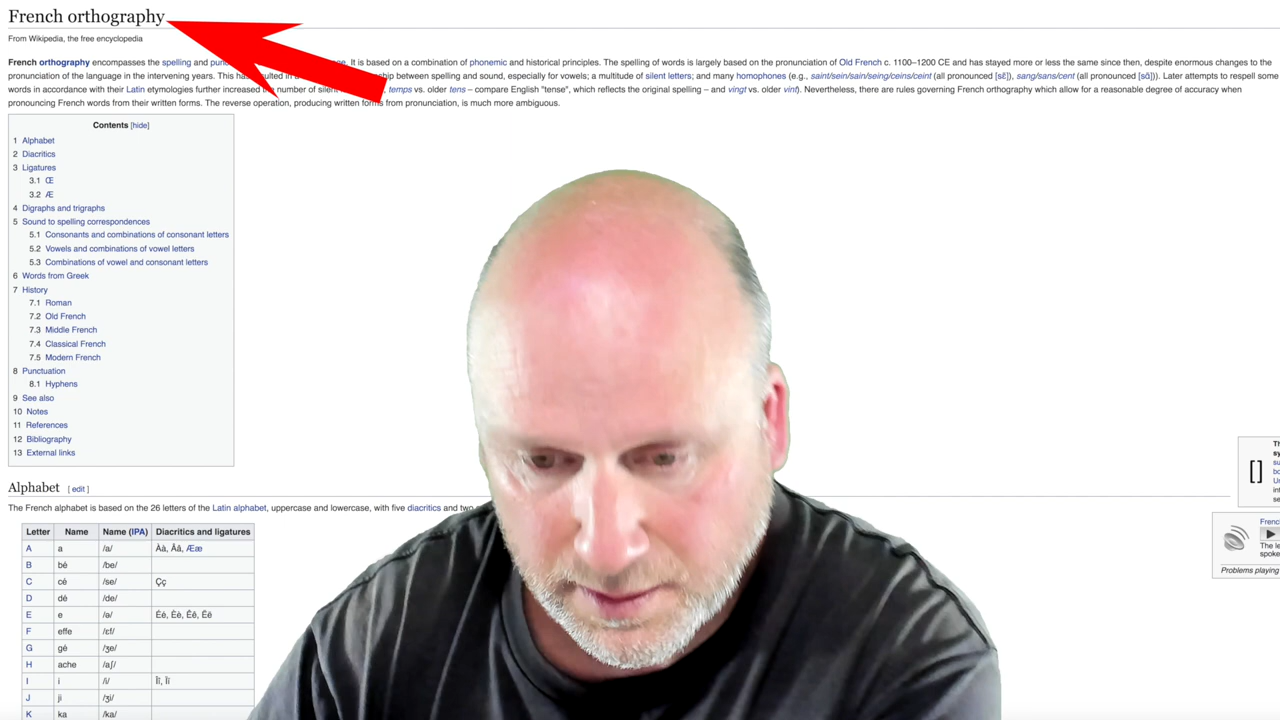 French orthography
From Wikipedia, the free encyclopedia
French orthography encompasses the spelling and It is based on a combination of phonemic and historical principles. The spelling of words is largely based on the pronunciation of Old French c. 1100–1200 CE and has stayed more or less the same since then, despite enormous changes to the
pronunciation of the language in the intervening years. This between spelling and sound, especially for vowels; a multitude of silent letters; and many homophones (e.g., saint/sein/sain/seing/ceins/ceint (all pronounced [sɛ̃]), sang/sans/cent (all pronounced [sɑ̃])). Later attempts to respell some
words in accordance with their Latin etymologies further increased number of temps vs. older tens – compare English "tense", which reflects the original spelling – and vingt vs. older vint). Nevertheless, there are rules governing French orthography which allow for a reasonable degree of accuracy when
pronouncing French words from their written forms. The reverse operation, producing written forms from pronunciation, is much more ambiguous.
Contents [hide]
1 Alphabet
2 Diacritics
3 Ligatures
3.1 Œ
3.2 Æ
4 Digraphs and trigraphs
5 Sound to spelling correspondences
5.1 Consonants and combinations of consonant letters
5.2 Vowels and combinations of vowel letters
5.3 Combinations of vowel and consonant letters
6 Words from Greek
7 History
7.1 Roman
7.2 Old French
7.3 Middle French
7.4 Classical French
7.5 Modern French
8 Punctuation
8.1 Hyphens
9 See also
10 Notes
11 References
12 Bibliography
13 External links
[]
Alphabet [ edit ]
The French alphabet is based on the 26 letters of the Latin alphabet, uppercase and lowercase, with five diacritics and two
Letter Name Name (IPA) Diacritics and ligatures
A a /a/ Àà, Ââ, Ææ
B bé /be/
C cé /se/ Çç
D dé /de/
E e /ə/ Éé, Èè, Êê, Ëë
F effe /ɛf/
G gé /ʒe/
H ache /aʃ/
I i /i/ Îî, Ïï
J ji /ʒi/
K ka /ka/
The le
spoke
Problems playing